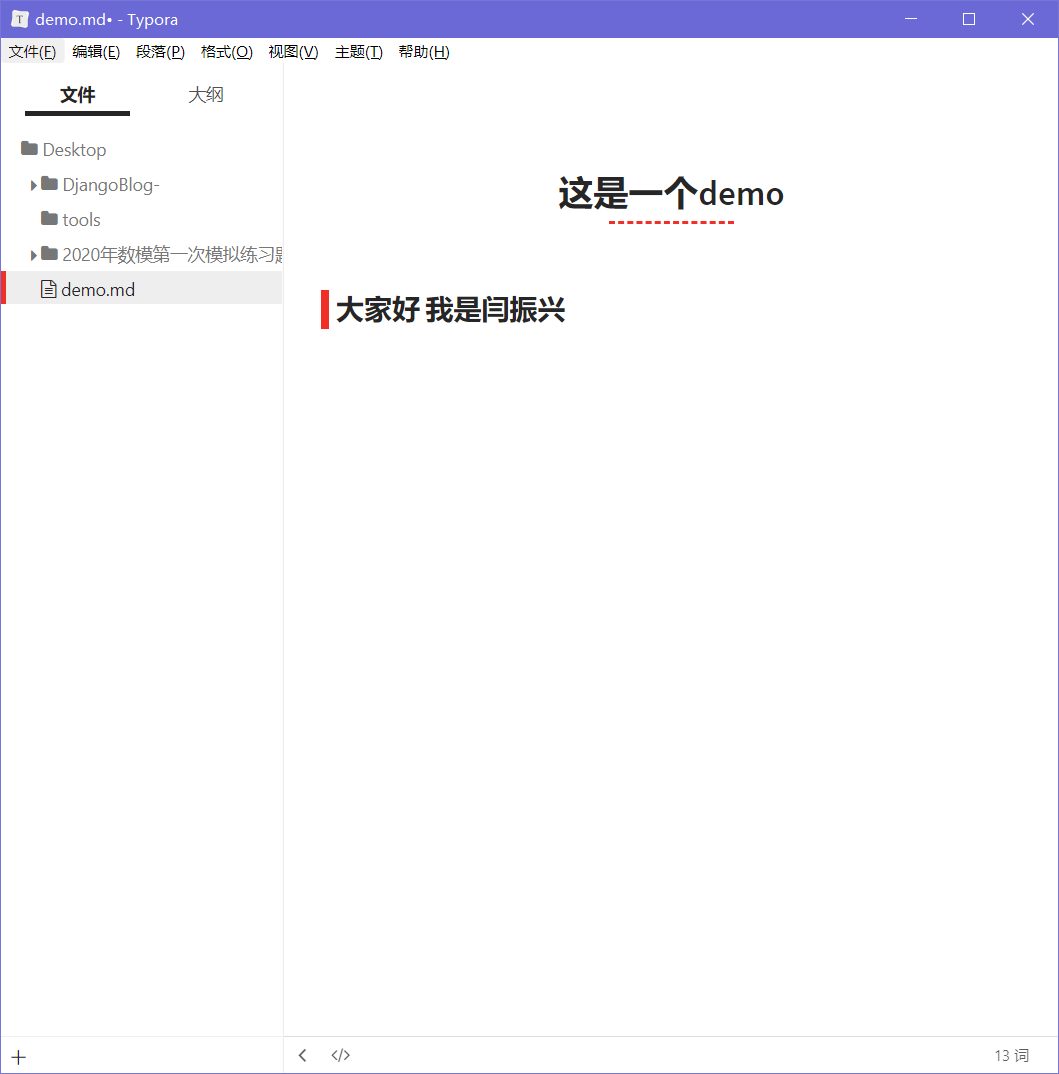 demo.md• - Typora
文件(F) 编辑(E) 段落(P) 格式(O) 视图(V) 主题(T) 帮助(H)
文件 大纲
Desktop
DjangoBlog-
tools
2020年数模第一次模拟练习题
demo.md
这是一个demo
大家好 我是闫振兴
13 词